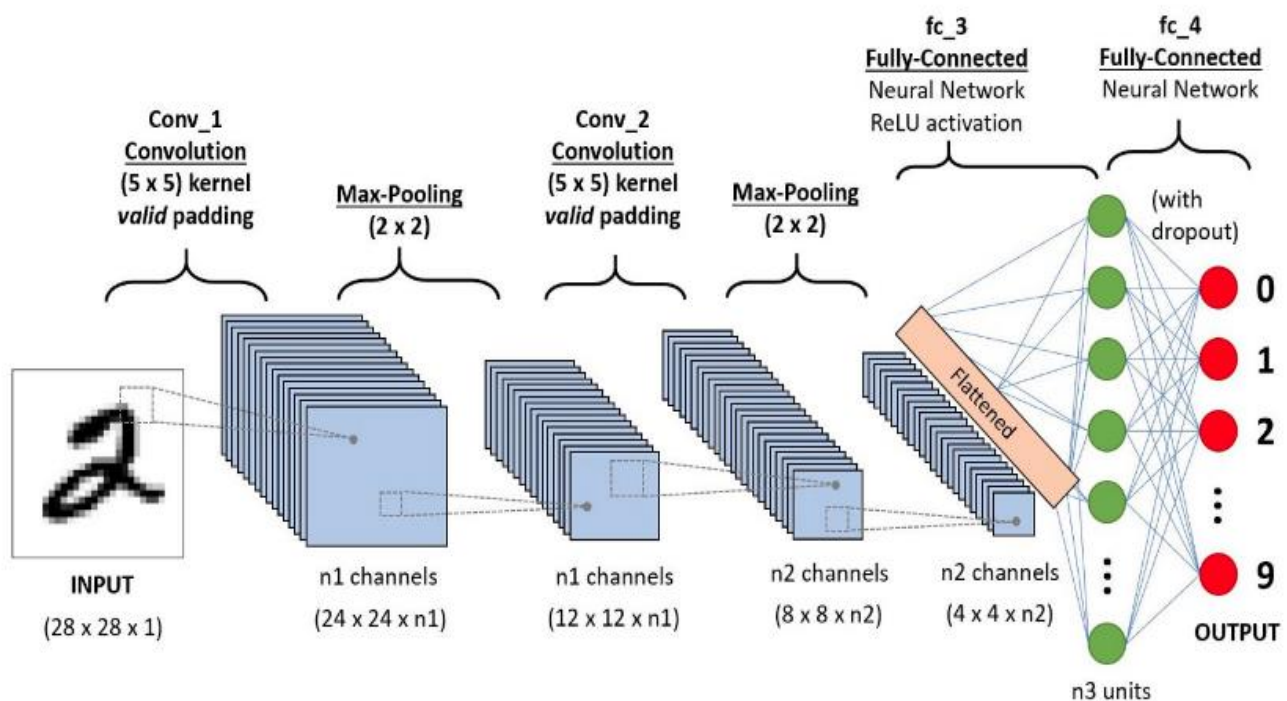 fc_3
Fully-Connected
Neural Network
ReLU activation
fc_4
Fully-Connected
Neural Network
Conv_1
Convolution
(5 x 5) kernel
valid padding
Max-Pooling
(2 x 2)
Conv_2
Convolution
(5 x 5) kernel
valid padding
Max-Pooling
(2 x 2)
(with
dropout)
Flattened
0
1
2
9
INPUT
(28 x 28 x 1)
n1 channels
(24 x 24 x n1)
n1 channels
(12 x 12 x n1)
n2 channels
(8 x 8 x n2)
n2 channels
(4 x 4 x n2)
n3 units
OUTPUT